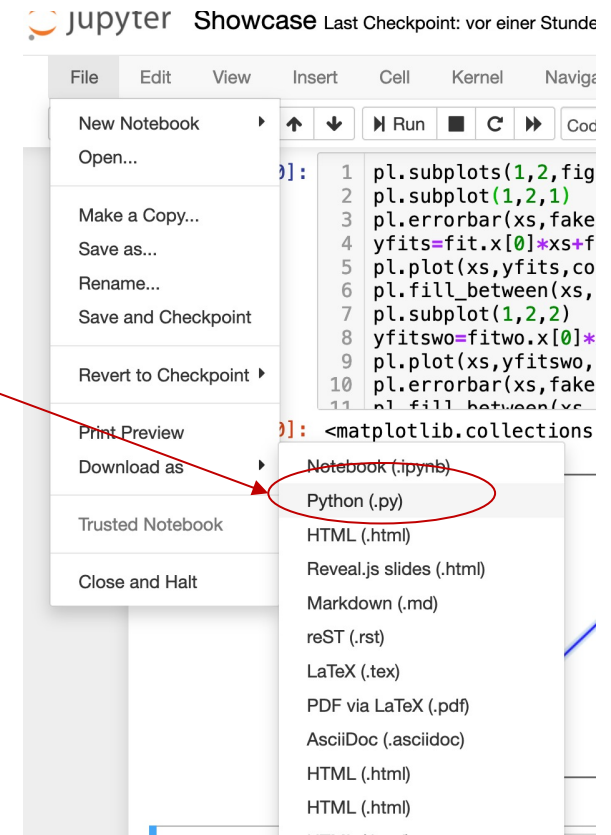 jupyter Showcase Last Checkpoint: vor einer Stunde
File Edit View Insert Cell Kernel Naviga
New Notebook
Run Cod
Open...
Make a Copy...
Save as...
Rename...
Save and Checkpoint
Revert to Checkpoint
Print Preview
Download as
Trusted Notebook
Close and Halt
]:
1 pl.subplots(1,2,fig
2 pl.subplot(1,2,1)
3 pl.errorbar(xs,fake
4 yfits=fit.x[0]*xs+f
5 pl.plot(xs,yfits,co
6 pl.fill_between(xs,
7 pl.subplot(1,2,2)
8 yfitswo=fitwo.x[0]*
9 pl.plot(xs,yfitswo,
10 pl.errorbar(xs,fake
11 pl.fill_between(xs
]: <matplotlib.collections
Notebook (.ipynb)
Python (.py)
HTML (.html)
Reveal.js slides (.html)
Markdown (.md)
reST (.rst)
LaTeX (.tex)
PDF via LaTeX (.pdf)
AsciiDoc (.asciidoc)
HTML (.html)
HTML (.html)